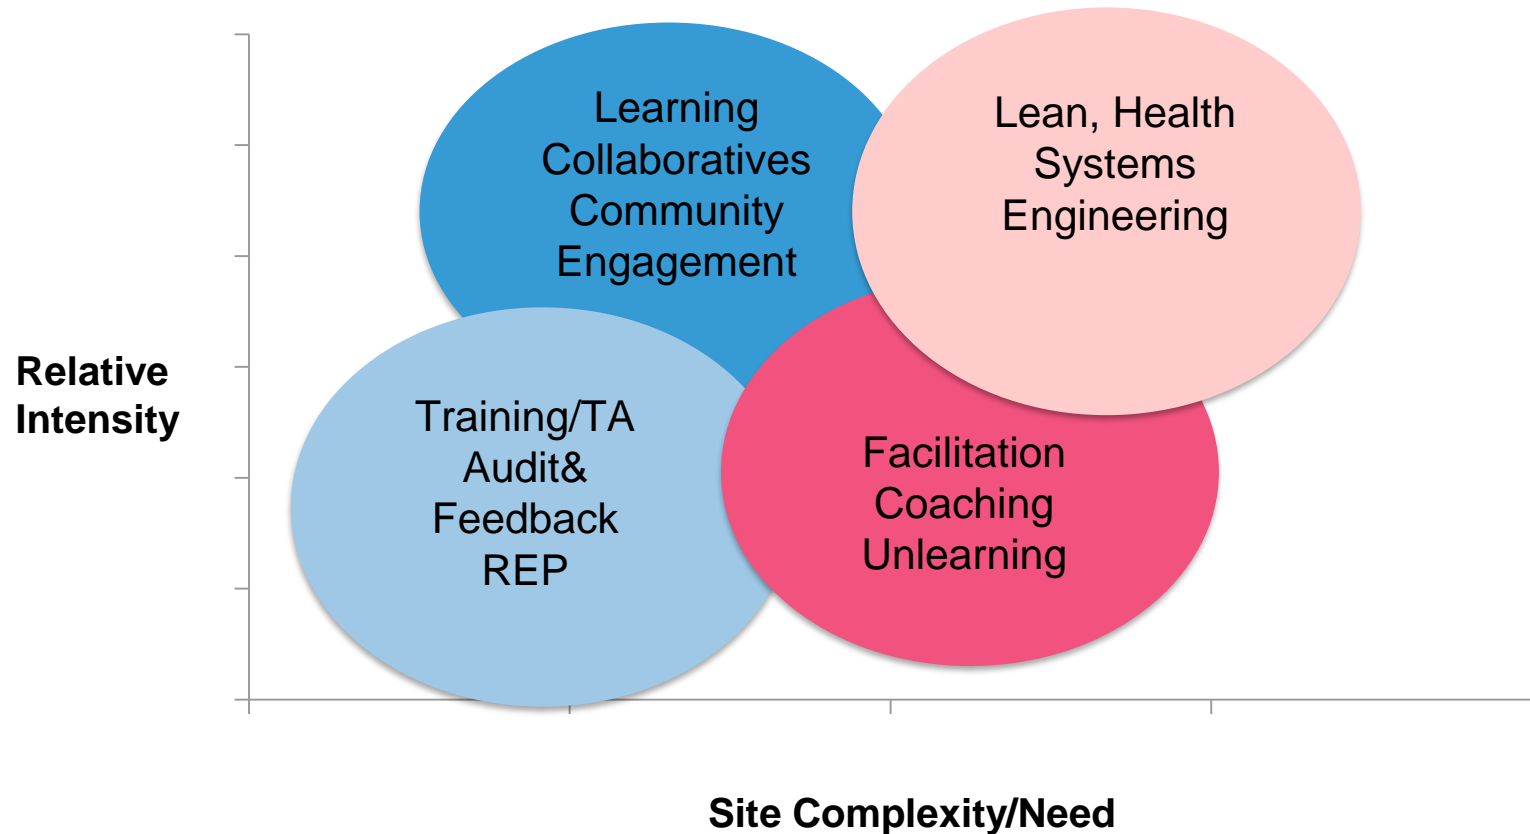 Learning
Collaboratives
Community
Engagement
Lean, Health
Systems
Engineering
Relative
Intensity
Training/TA
Audit&
Feedback
REP
Facilitation
Coaching
Unlearning
Site Complexity/Need